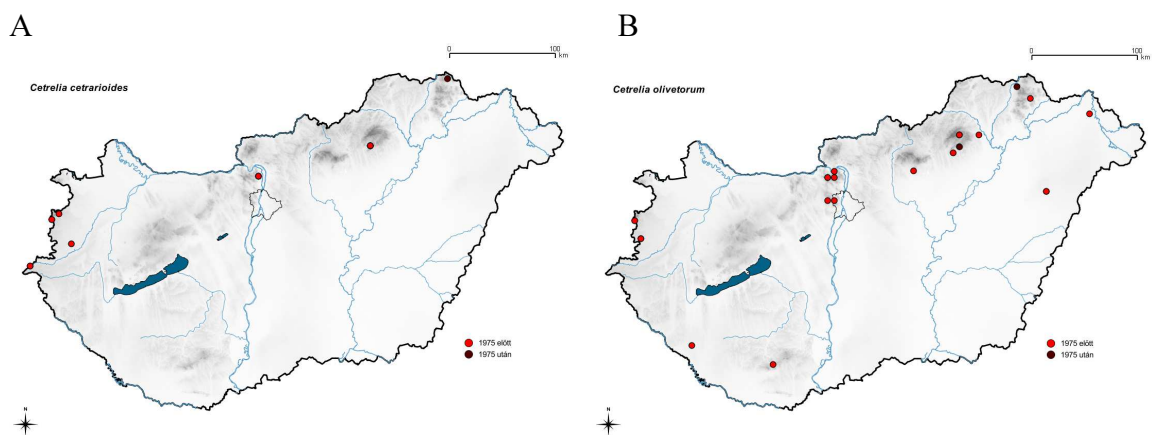 A
0 100
km
Cetrelia cetrarioides
1975 előtt
1975 után
N
B
0 100
km
Cetrelia olivetorum
1975 előtt
1975 után
N